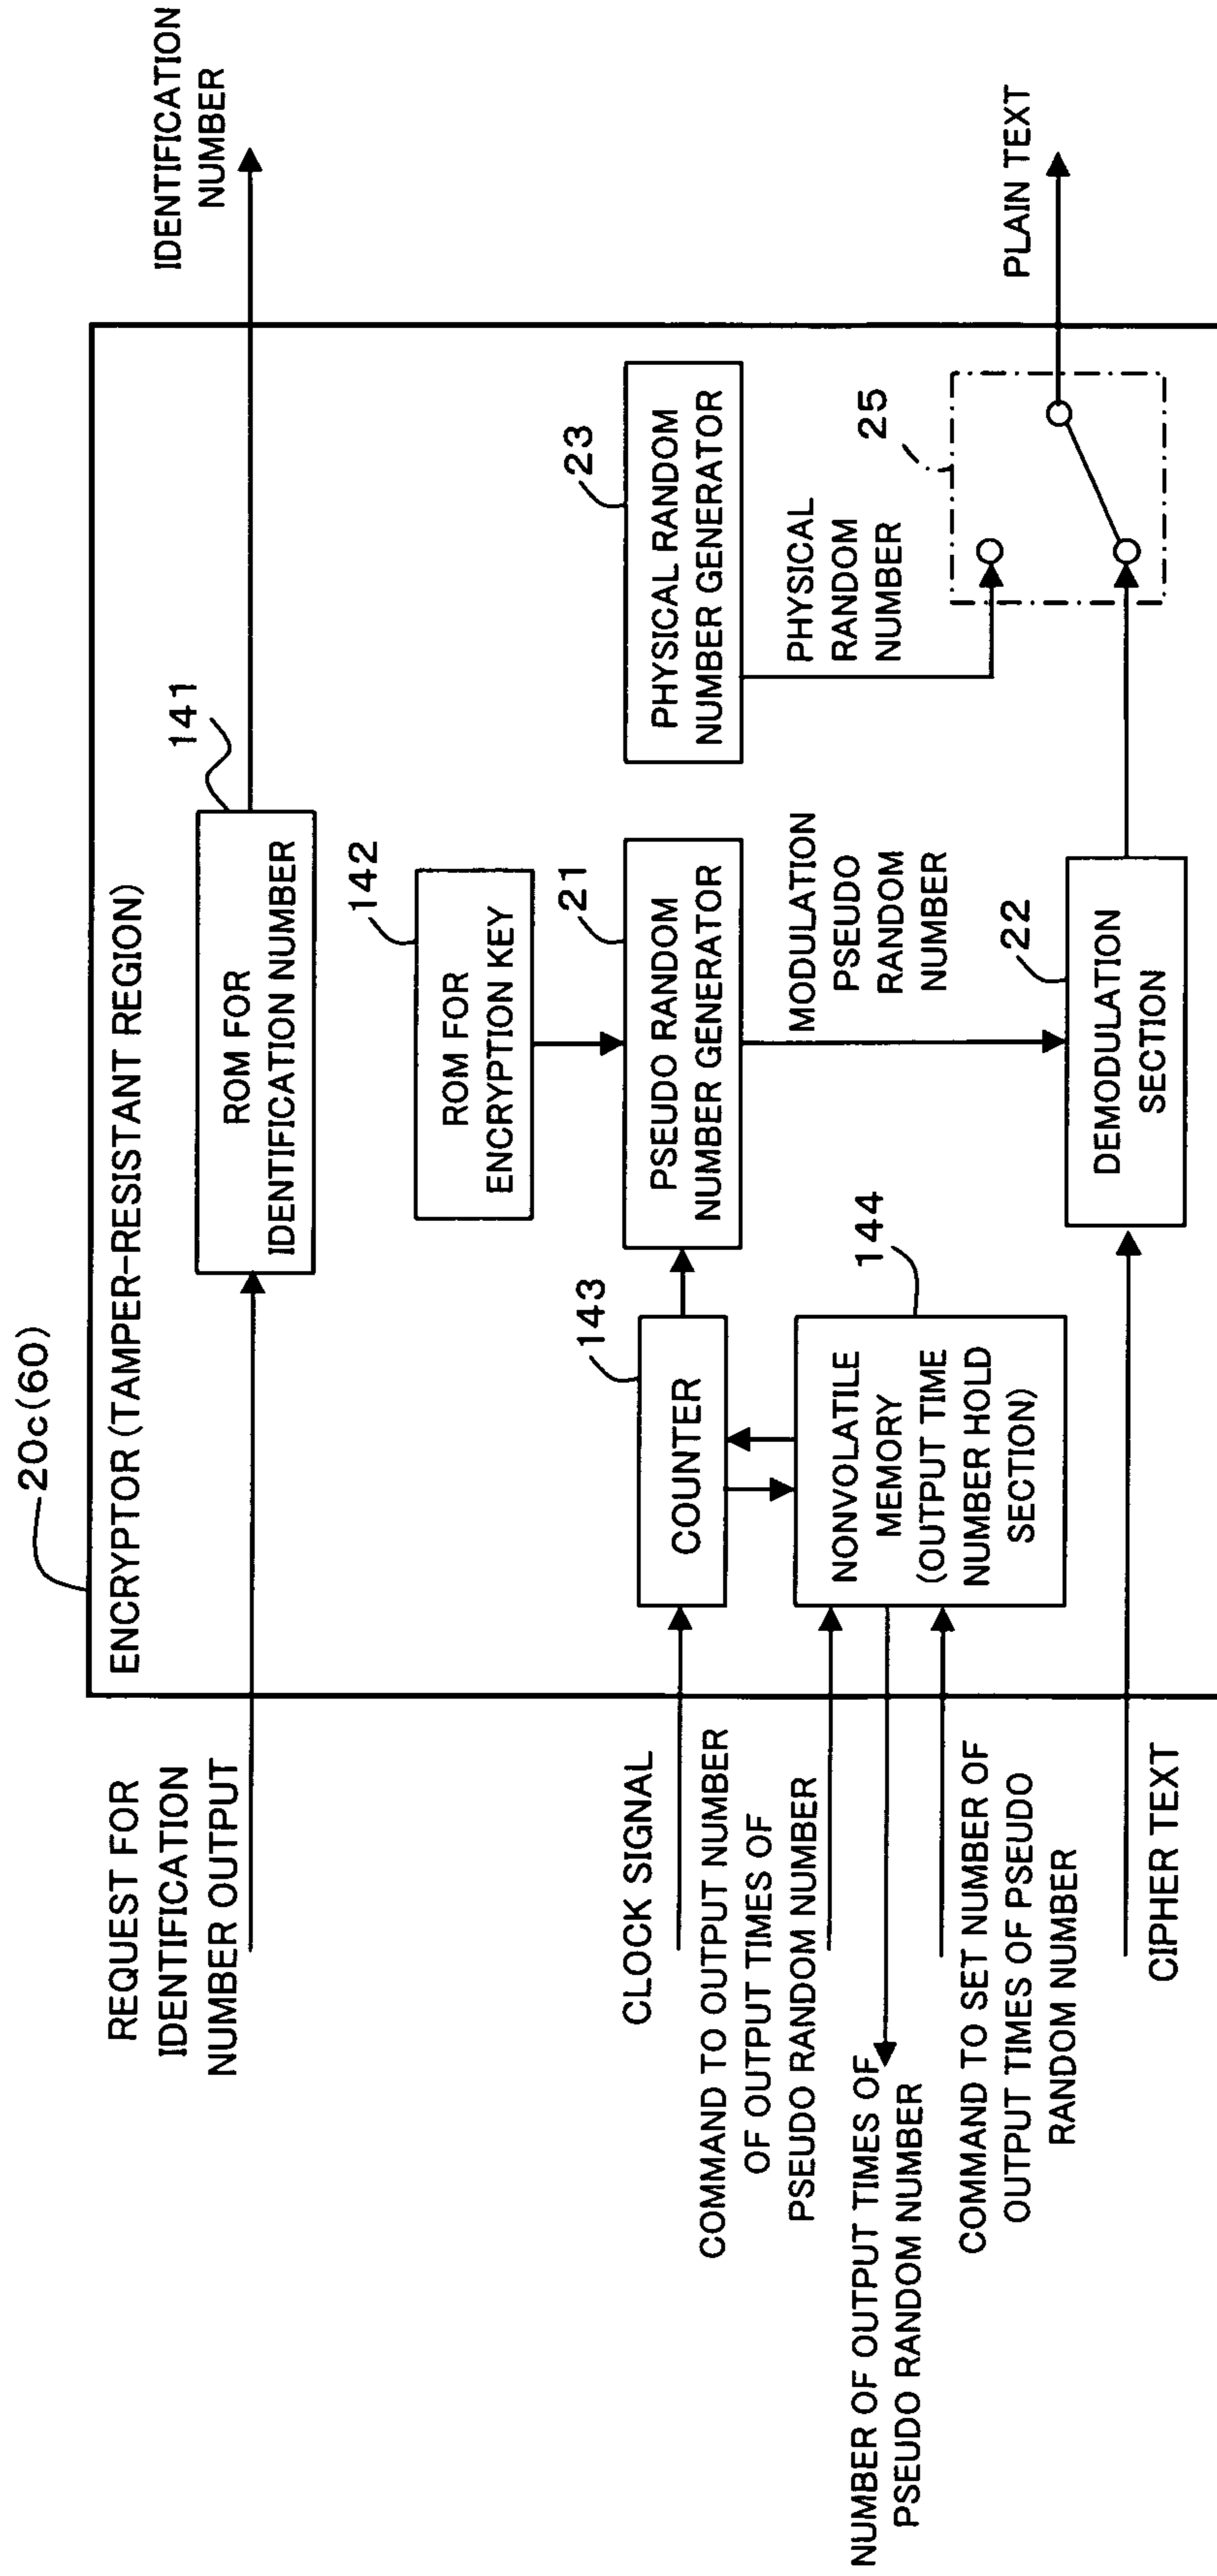 20c(60)
ENCRYPTOR (TAMPER-RESISTANT REGION)
REQUEST FOR
IDENTIFICATION
NUMBER OUTPUT
141
ROM FOR
IDENTIFICATION NUMBER
IDENTIFICATION
NUMBER
142
ROM FOR
ENCRYPTION KEY
CLOCK SIGNAL
143
COUNTER
21
PSEUDO RANDOM
NUMBER GENERATOR
23
PHYSICAL RANDOM
NUMBER GENERATOR
COMMAND TO OUTPUT NUMBER
OF OUTPUT TIMES OF
PSEUDO RANDOM NUMBER
NUMBER OF OUTPUT TIMES OF
PSEUDO RANDOM NUMBER
COMMAND TO SET NUMBER OF
OUTPUT TIMES OF PSEUDO
RANDOM NUMBER
144
NONVOLATILE
MEMORY
(OUTPUT TIME
NUMBER HOLD
SECTION)
MODULATION
PSEUDO
RANDOM
NUMBER
PHYSICAL
RANDOM
NUMBER
25
CIPHER TEXT
22
DEMODULATION
SECTION
PLAIN TEXT